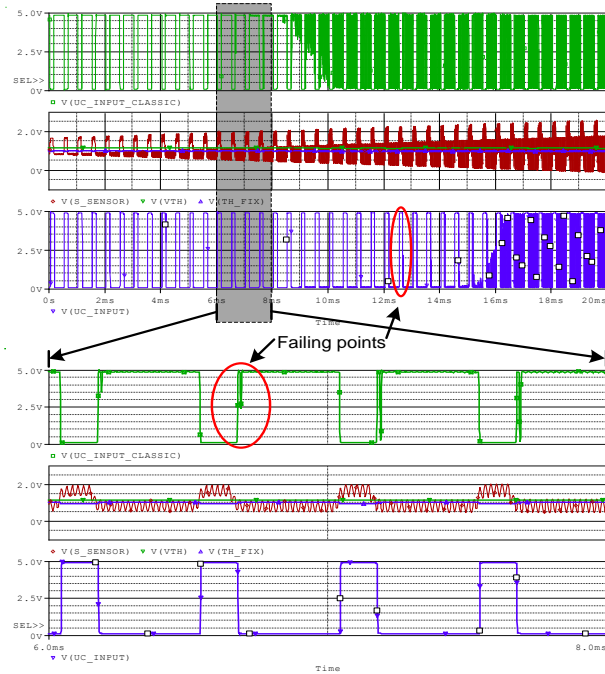 5.0V
2.5V
SEL>>
0V
V(UC_INPUT_CLASSIC)
2.0V
0V
V(S_SENSOR) V(VTH) V(TH_FIX)
5.0V
2.5V
0V
0s 2ms 4ms 6ms 8ms 10ms 12ms 14ms 16ms 18ms 20ms
V(UC_INPUT)
Time
Failing points
5.0V
2.5V
0V
V(UC_INPUT_CLASSIC)
2.0V
0V
V(S_SENSOR) V(VTH) V(TH_FIX)
5.0V
2.5V
SEL>>
0V
6.0ms 8.0ms
V(UC_INPUT)
Time